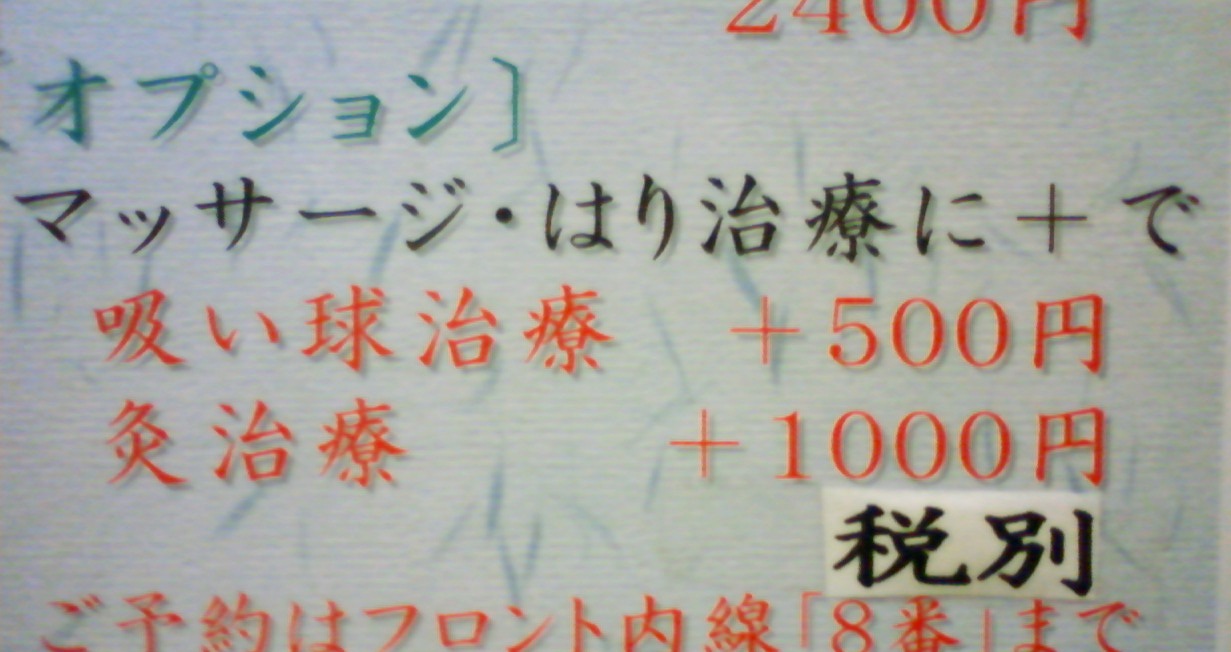 2400円
[オプション]
マッサージ・はり治療に+で
吸い球治療 +500円
灸治療 +1000円
税別
ご予約はフロント内線「8番」まで